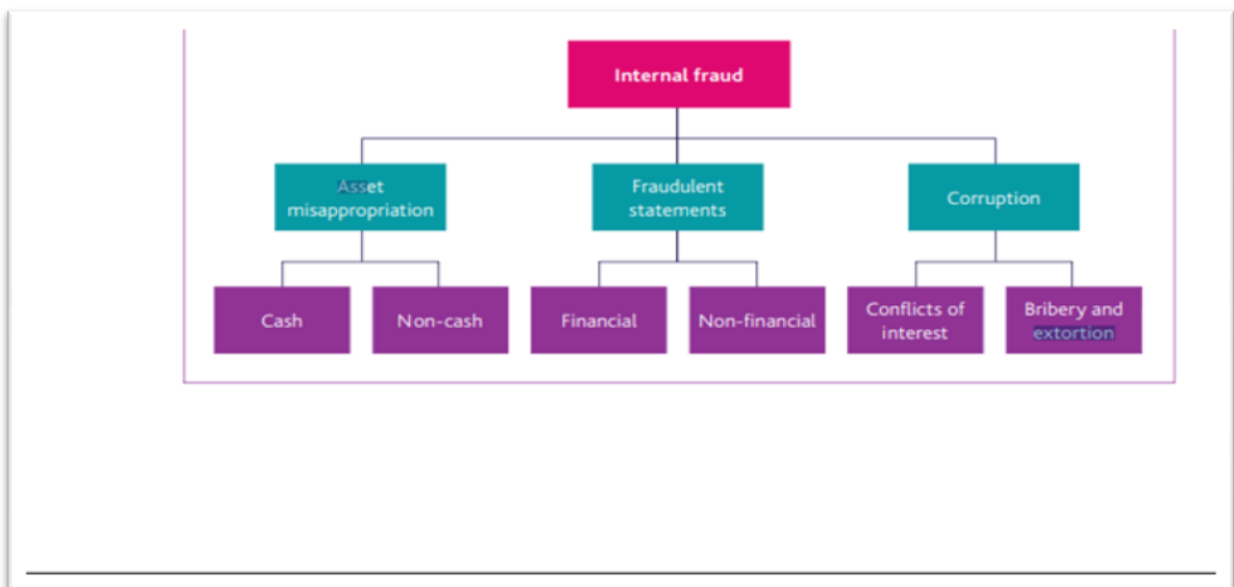 Internal fraud
Asset
misappropriation
Fraudulent
statements
Corruption
Cash
Non-cash
Financial
Non-financial
Conflicts of
interest
Bribery and
extortion